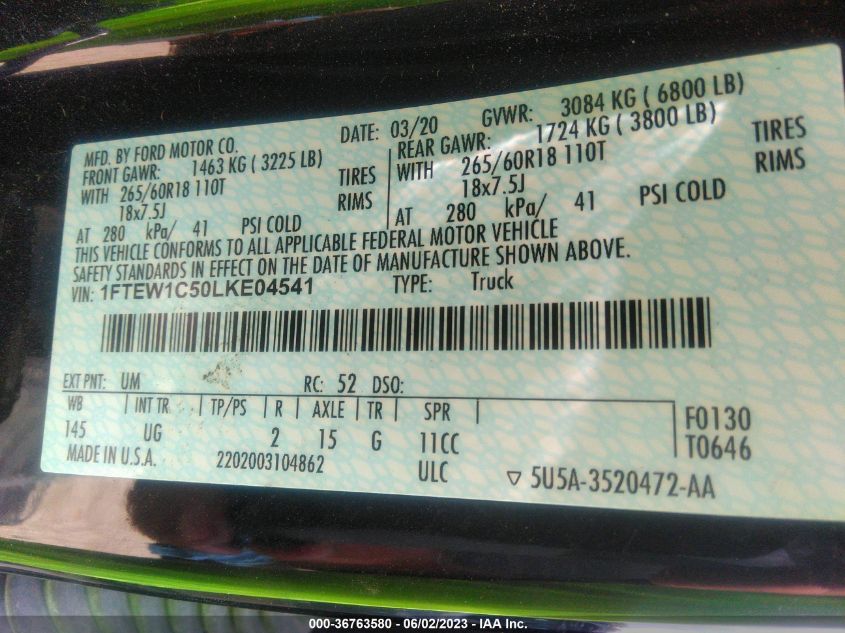 MFD. BY FORD MOTOR CO. DATE: 03/20 GVWR: 3084 KG ( 6800 LB)
FRONT GAWR: 1463 KG ( 3225 LB) REAR GAWR: 1724 KG ( 3800 LB)
WITH 265/60R18 110T TIRES WITH 265/60R18 110T TIRES
18x7.5J RIMS 18x7.5J RIMS
AT 280 kPa/ 41 PSI COLD AT 280 kPa/ 41 PSI COLD
THIS VEHICLE CONFORMS TO ALL APPLICABLE FEDERAL MOTOR VEHICLE
SAFETY STANDARDS IN EFFECT ON THE DATE OF MANUFACTURE SHOWN ABOVE.
VIN: 1FTEW1C50LKE04541 TYPE: Truck
EXT PNT: UM RC: 52 DSO:
WB INT TR TP/PS R AXLE TR SPR F0130
145 UG 2 15 G 11CC T0646
MADE IN U.S.A. 2202003104862 ULC ▽ 5U5A-3520472-AA
000-36763580 - 06/02/2023 - IAA Inc.